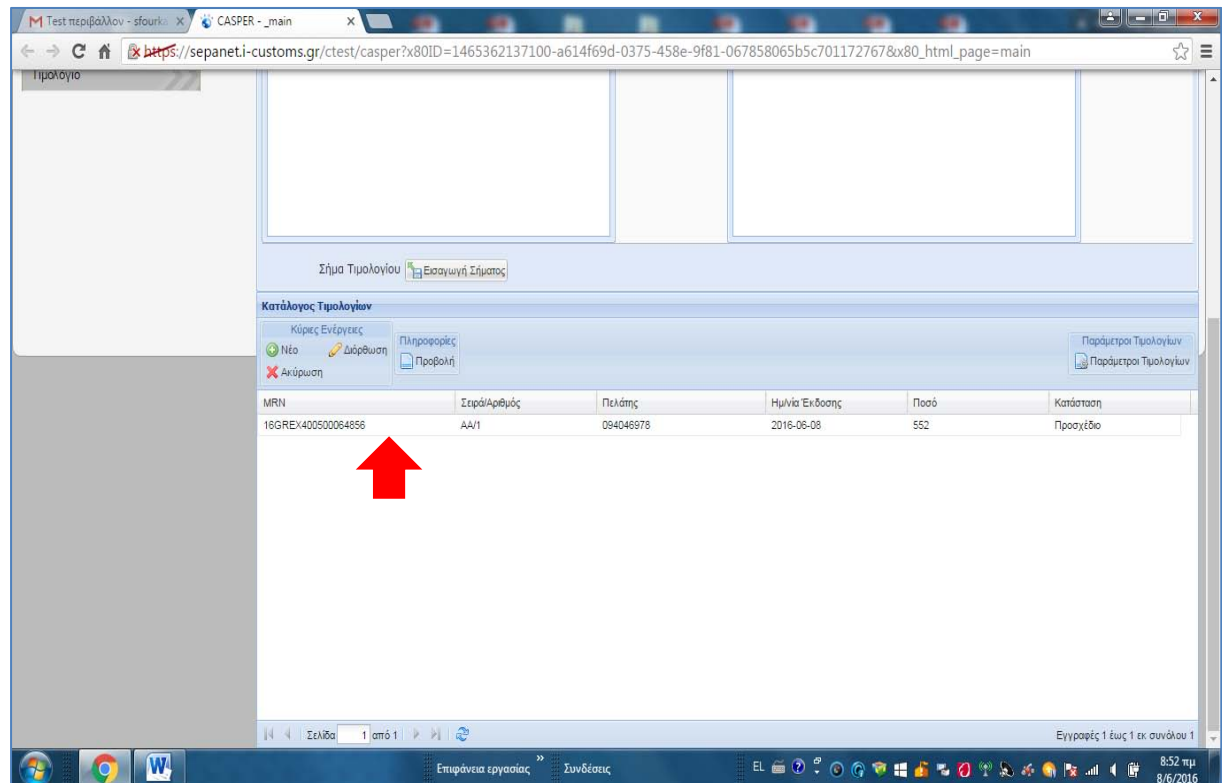 Test περιβάλλον - sfourka
CASPER - _main
https://sepanet.i-customs.gr/ctest/casper?x80ID=1465362137100-a614f69d-0375-458e-9f81-067858065b5c701172767&x80_html_page=main
Τιμολόγιο
Σήμα Τιμολογίου Εισαγωγή Σήματος
Κατάλογος Τιμολογίων
Κύριες Ενέργειες
Πληροφορίες
Παράμετροι Τιμολογίων
Νέο Διόρθωση
Προβολή
Παράμετροι Τιμολογίων
Ακύρωση
MRN Σειρά/Αριθμός Πελάτης Ημ/νία Έκδοσης Ποσό Κατάσταση
16GREX400500064856 AA/1 094046978 2016-06-08 552 Προσχέδιο
Σελίδα 1 από 1 Εγγραφές 1 έως 1 εκ συνόλου 1
Επιφάνεια εργασίας » Συνδέσεις EL 8:52 πμ
8/6/2016